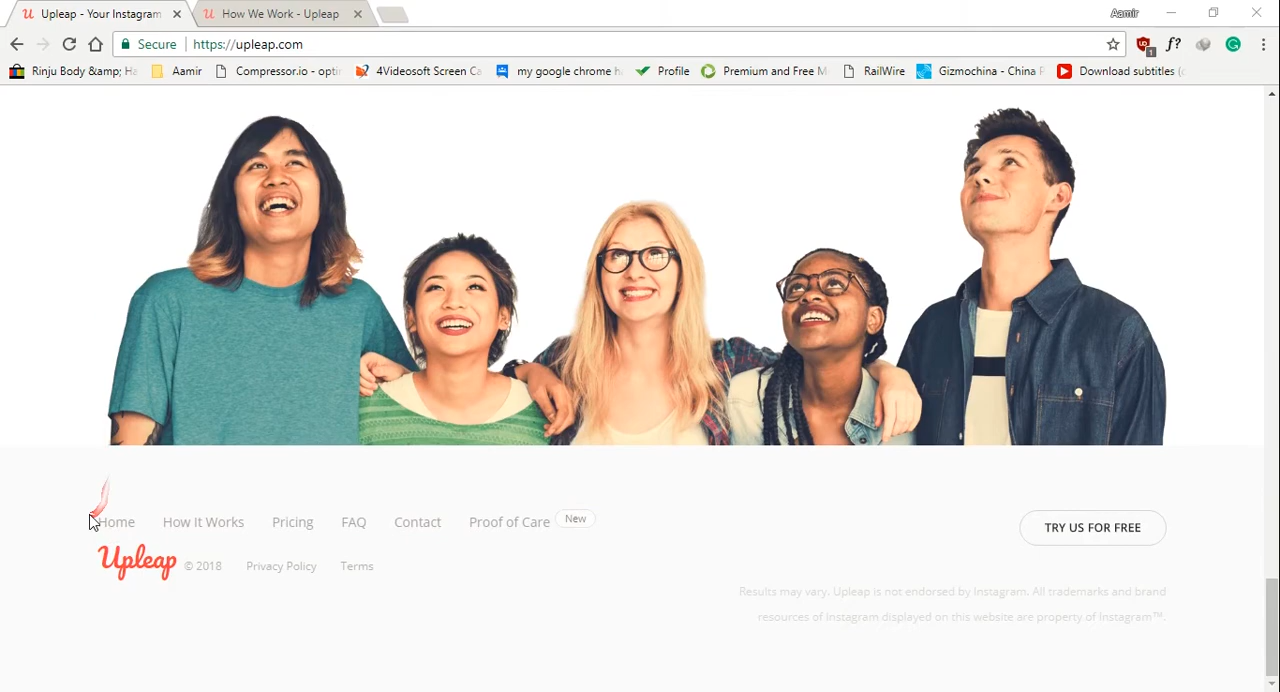 Upleap - Your Instagram
How We Work - Upleap
Aamir
Secure
https://upleap.com
1
f?
Rinju Body &amp; Ha
Aamir
Compressor.io - opti
4Videosoft Screen Ca
my google chrome h
Profile
Premium and Free M
RailWire
Gizmochina - China P
Download subtitles (c
Home
How It Works
Pricing
FAQ
Contact
Proof of Care
New
TRY US FOR FREE
Upleap
© 2018
Privacy Policy
Terms
Results may vary. Upleap is not endorsed by Instagram. All trademarks and brand
resources of Instagram displayed on this website are property of Instagram™.